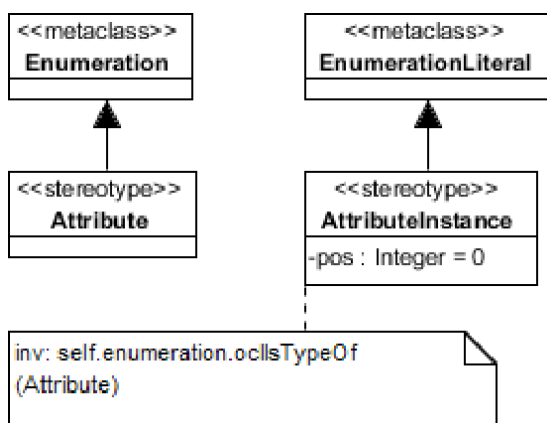 <<metaclass>>
Enumeration
<<metaclass>>
EnumerationLiteral
<<stereotype>>
Attribute
<<stereotype>>
AttributeInstance
-pos : Integer = 0
inv: self.enumeration.oclIsTypeOf
(Attribute)